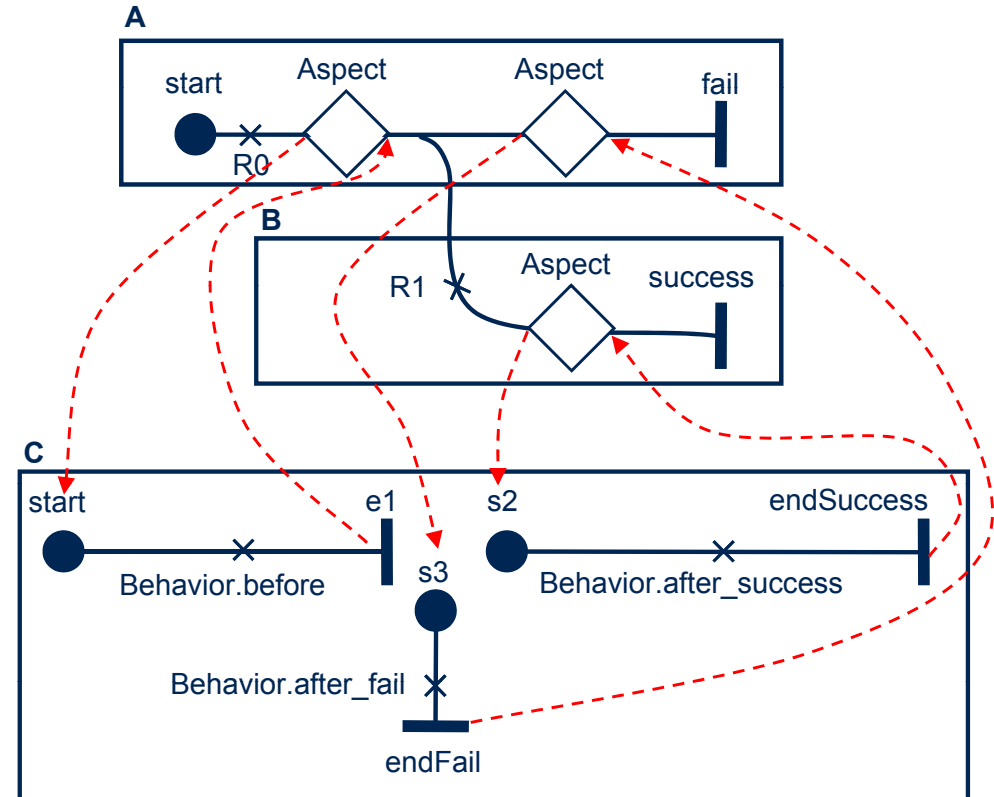 A
start
Aspect
Aspect
fail
R0
B
R1
Aspect
success
C
start
e1
s2
endSuccess
Behavior.before
s3
Behavior.after_success
Behavior.after_fail
endFail